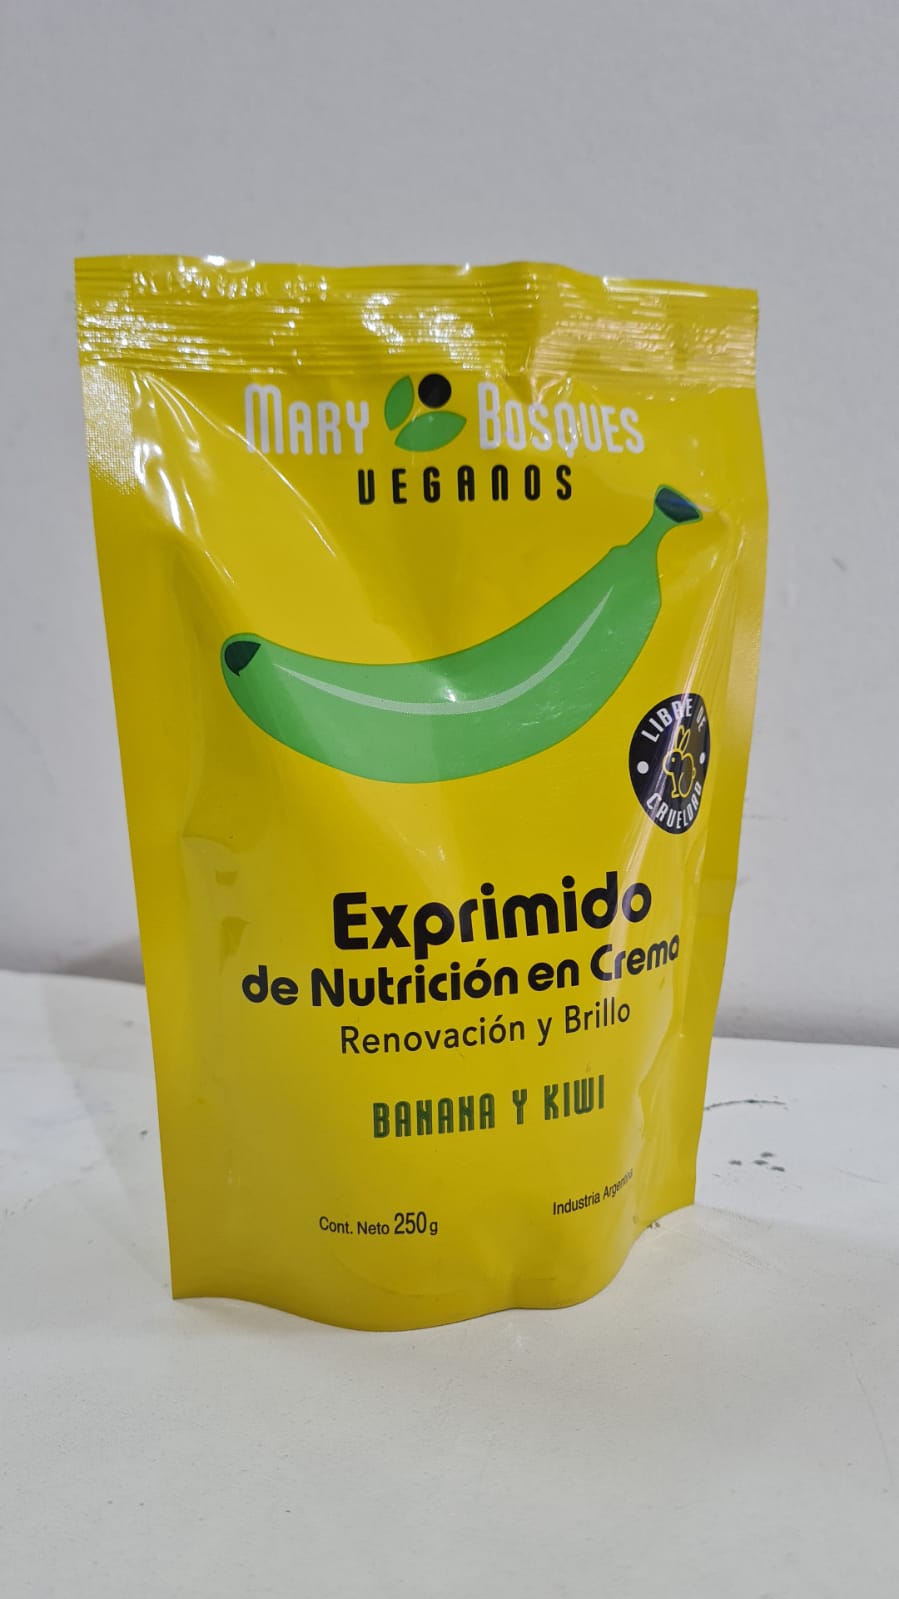 MARY BOSQUES
VEGANOS
LIBRE DE
CRUELDAD
Exprimido
de Nutrición en Crema
Renovación y Brillo
BANANA Y KIWI
Industria Argentina
Cont. Neto 250 g